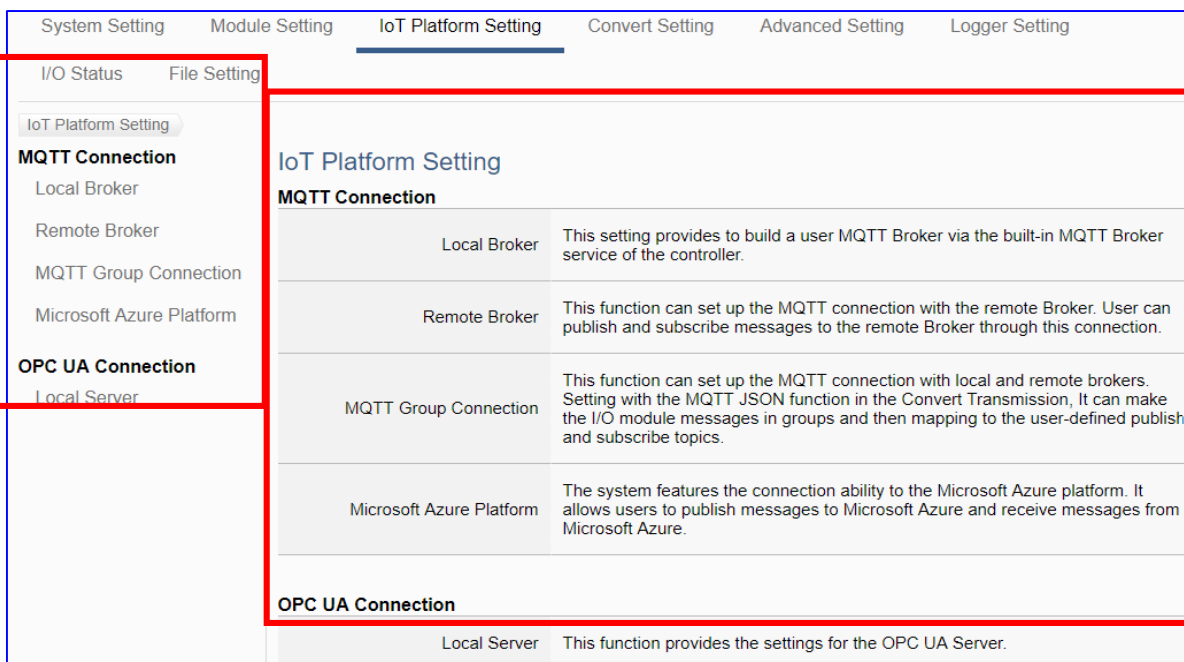 System Setting Module Setting IoT Platform Setting Convert Setting Advanced Setting Logger Setting
I/O Status File Setting
IoT Platform Setting
MQTT Connection
Local Broker
Remote Broker
MQTT Group Connection
Microsoft Azure Platform
OPC UA Connection
Local Server
IoT Platform Setting
MQTT Connection
Local Broker
This setting provides to build a user MQTT Broker via the built-in MQTT Broker
service of the controller.
Remote Broker
This function can set up the MQTT connection with the remote Broker. User can
publish and subscribe messages to the remote Broker through this connection.
MQTT Group Connection
This function can set up the MQTT connection with local and remote brokers.
Setting with the MQTT JSON function in the Convert Transmission, It can make
the I/O module messages in groups and then mapping to the user-defined publish
and subscribe topics.
Microsoft Azure Platform
The system features the connection ability to the Microsoft Azure platform. It
allows users to publish messages to Microsoft Azure and receive messages from
Microsoft Azure.
OPC UA Connection
Local Server
This function provides the settings for the OPC UA Server.